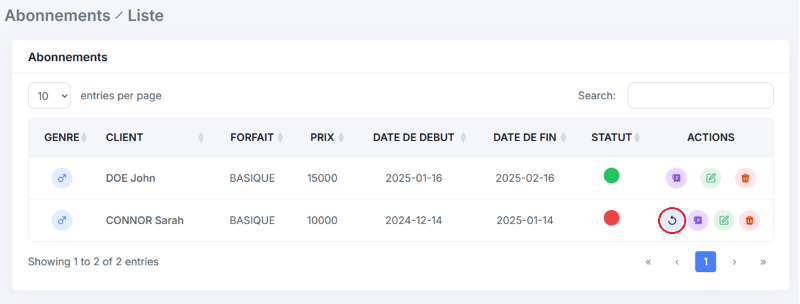 Abonnements / Liste
Abonnements
10 entries per page Search:
GENRE CLIENT FORFAIT PRIX DATE DE DEBUT DATE DE FIN STATUT ACTIONS
DOE John BASIQUE 15000 2025-01-16 2025-02-16
CONNOR Sarah BASIQUE 10000 2024-12-14 2025-01-14
Showing 1 to 2 of 2 entries « ‹ 1 › »